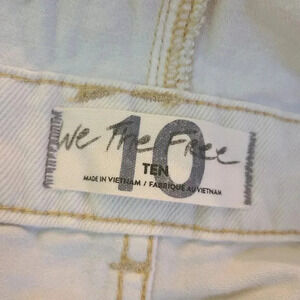 We The Free
10
TEN
MADE IN VIETNAM / FABRIQUÉ AU VIETNAM